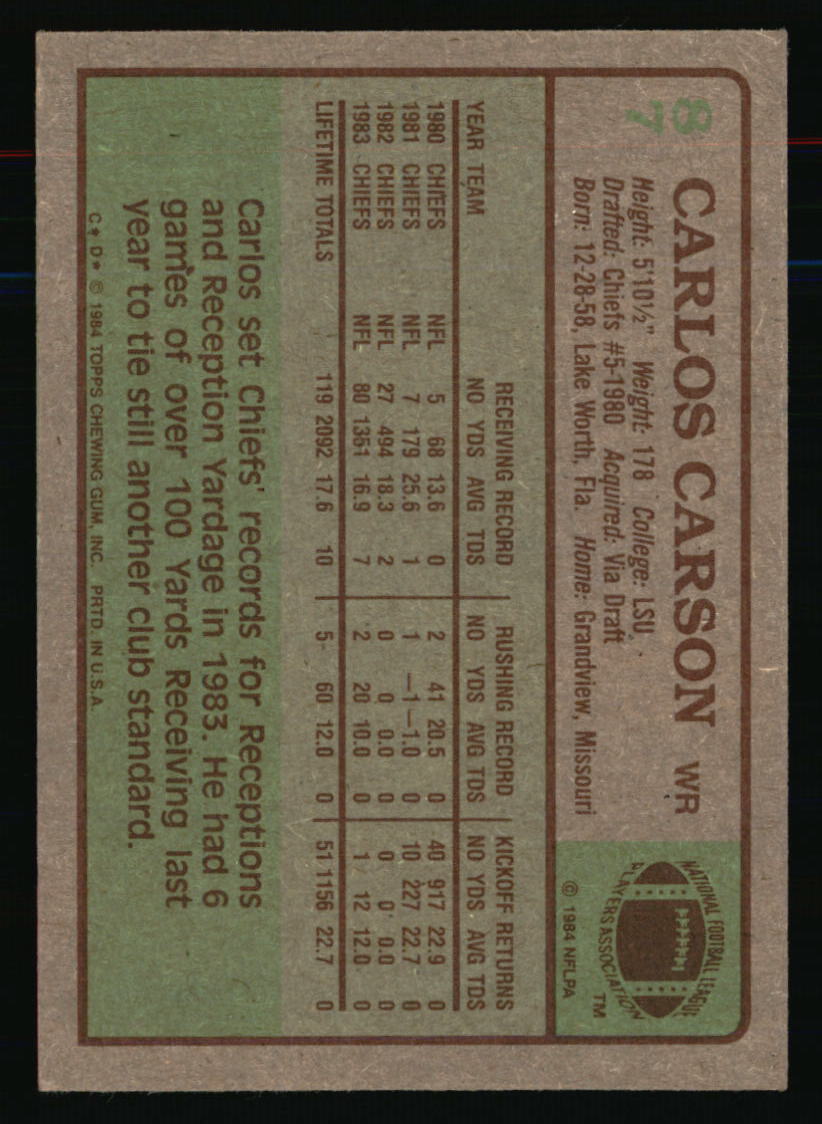 87
CARLOS CARSON WR
Height: 5'10½" Weight: 178 College: LSU
Drafted: Chiefs #5-1980 Acquired: Via Draft
Born: 12-28-58, Lake Worth, Fla. Home: Grandview, Missouri
NATIONAL FOOTBALL LEAGUE
PLAYERS ASSOCIATION
TM
© 1984 NFLPA
RECEIVING RECORD RUSHING RECORD KICKOFF RETURNS
YEAR TEAM NO YDS AVG TDS NO YDS AVG TDS NO YDS AVG TDS
1980 CHIEFS NFL 5 68 13.6 0 2 41 20.5 0 40 917 22.9 0
1981 CHIEFS NFL 7 179 25.6 1 1 —1 —1.0 0 10 227 22.7 0
1982 CHIEFS NFL 27 494 18.3 2 0 0 0.0 0 0 0 0.0 0
1983 CHIEFS NFL 80 1351 16.9 7 2 20 10.0 0 1 12 12.0 0
LIFETIME TOTALS 119 2092 17.6 10 5 60 12.0 0 51 1156 22.7 0
Carlos set Chiefs' records for Receptions
and Reception Yardage in 1983. He had 6
games of over 100 Yards Receiving last
year to tie still another club standard.
C* D* © 1984 TOPPS CHEWING GUM, INC. PRTD. IN U.S.A.